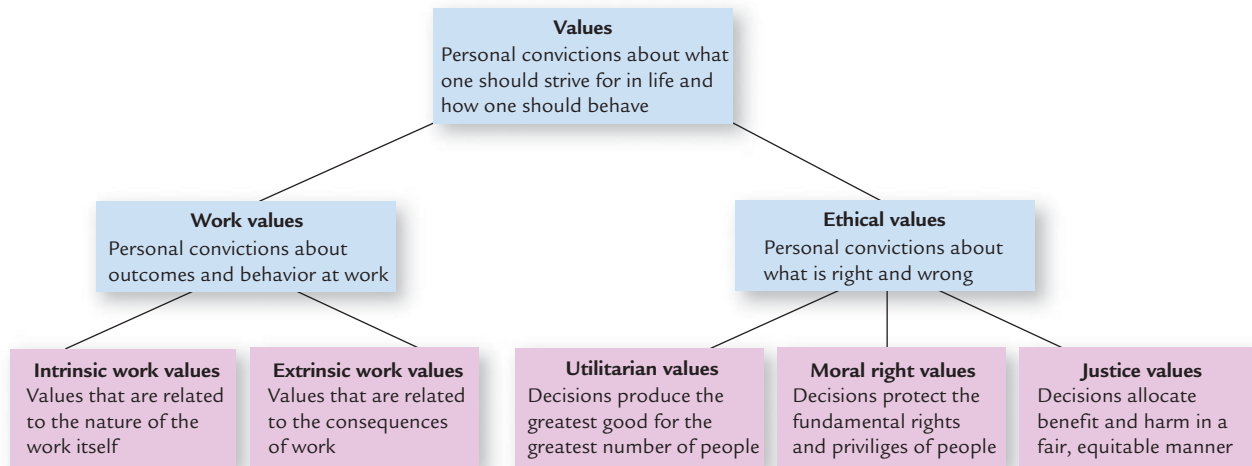 Values
Personal convictions about what
one should strive for in life and
how one should behave
Work values
Personal convictions about
outcomes and behavior at work
Ethical values
Personal convictions about
what is right and wrong
Intrinsic work values
Values that are related
to the nature of the
work itself
Extrinsic work values
Values that are related
to the consequences
of work
Utilitarian values
Decisions produce the
greatest good for the
greatest number of people
Moral right values
Decisions protect the
fundamental rights
and priviliges of people
Justice values
Decisions allocate
benefit and harm in a
fair, equitable manner